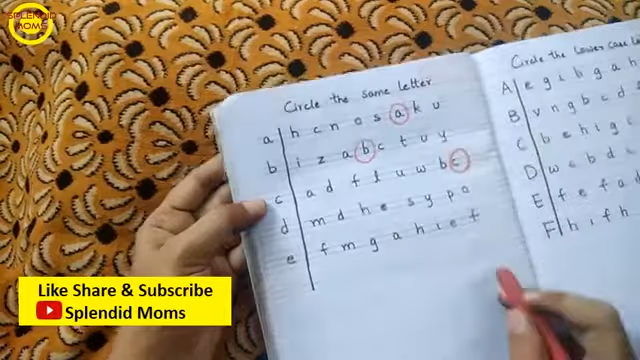 SPLENDID
MOMS
Circle the same letter
a h c n o s a k u
b i z a b c t u y
c a d f l u w b c
d m d h e s y p o
e f m g a h i e t
Circle the Lower case
A e g i b g a h
B v n g b c d
C b e h i g c
D w c b d c
E f e f a d
F h i f h
Like Share & Subscribe
Splendid Moms